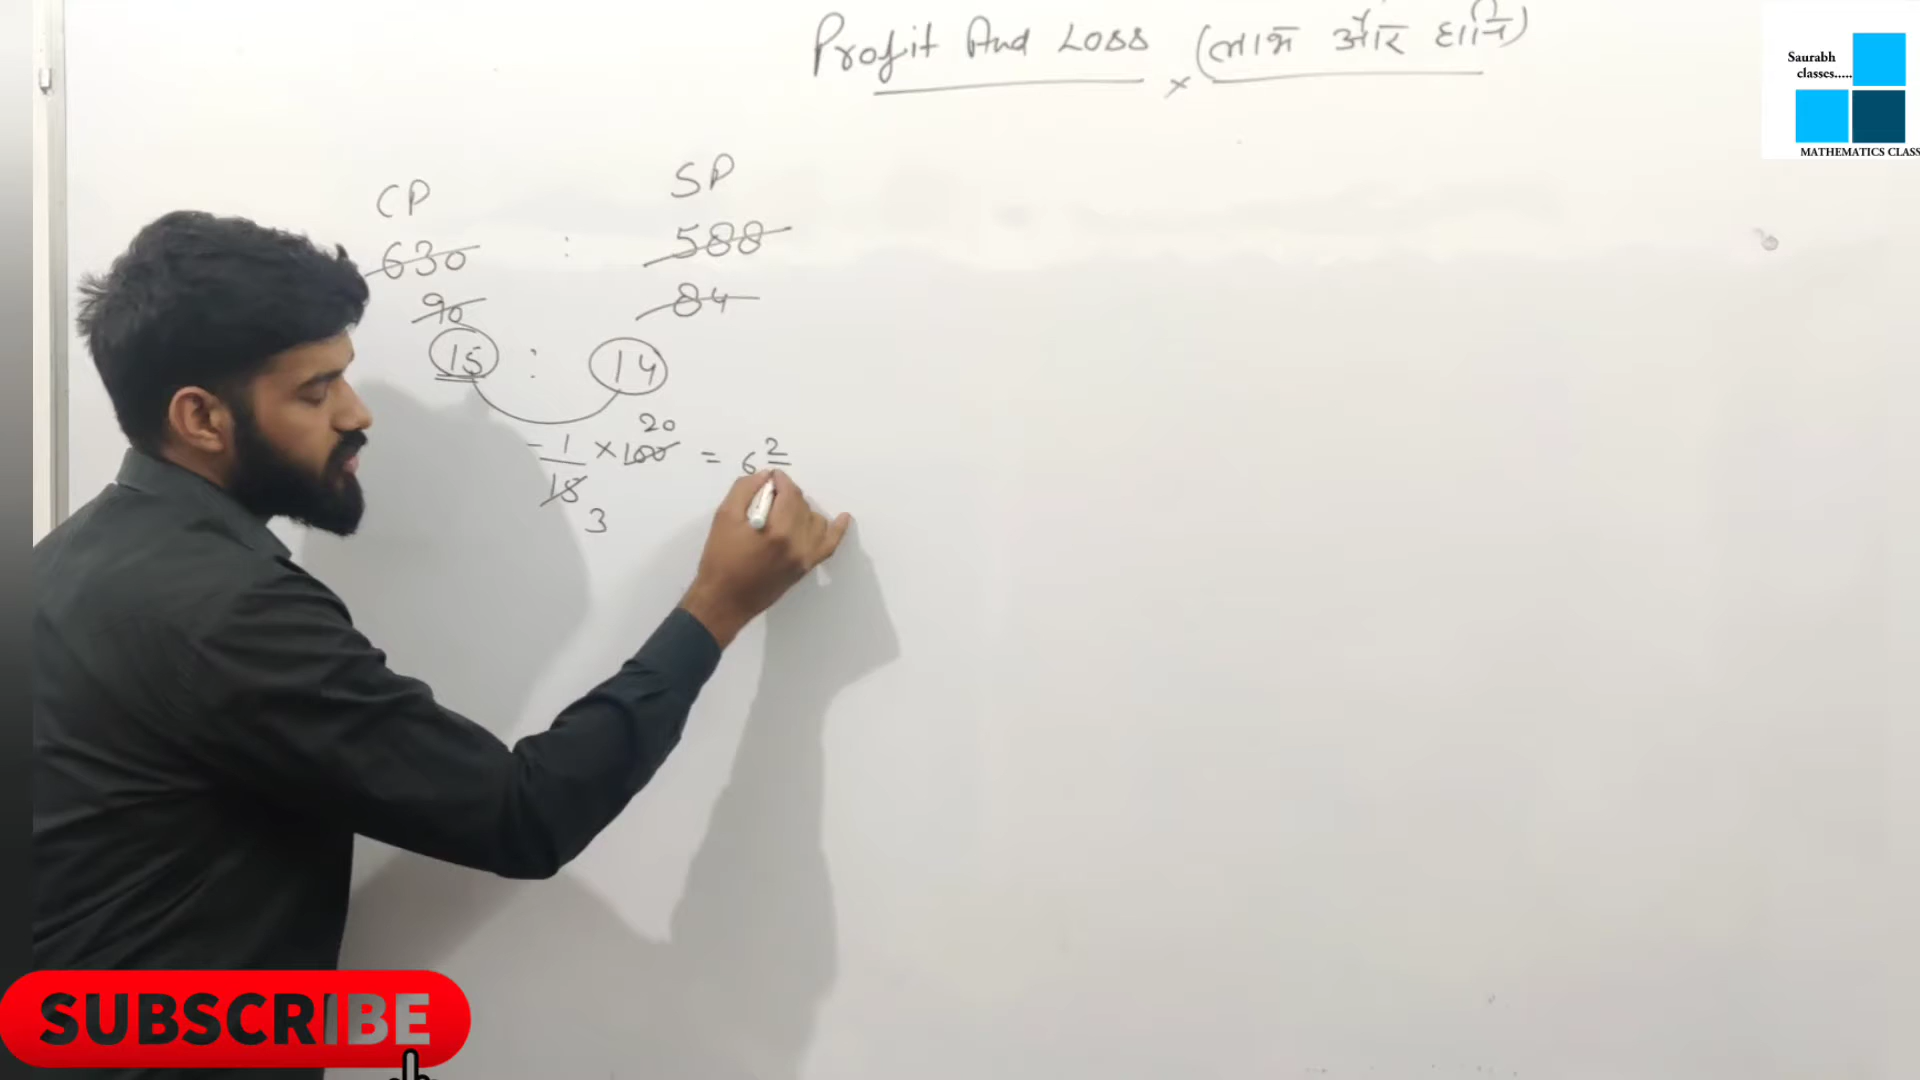 Profit And Loss (लाभ और हानि)
×
Saurabh
classes.....
MATHEMATICS CLASS
CP SP
630 : 588
90 84
15 : 14
20
-1/15 × 100 = 6 2
3
SUBSCRIBE